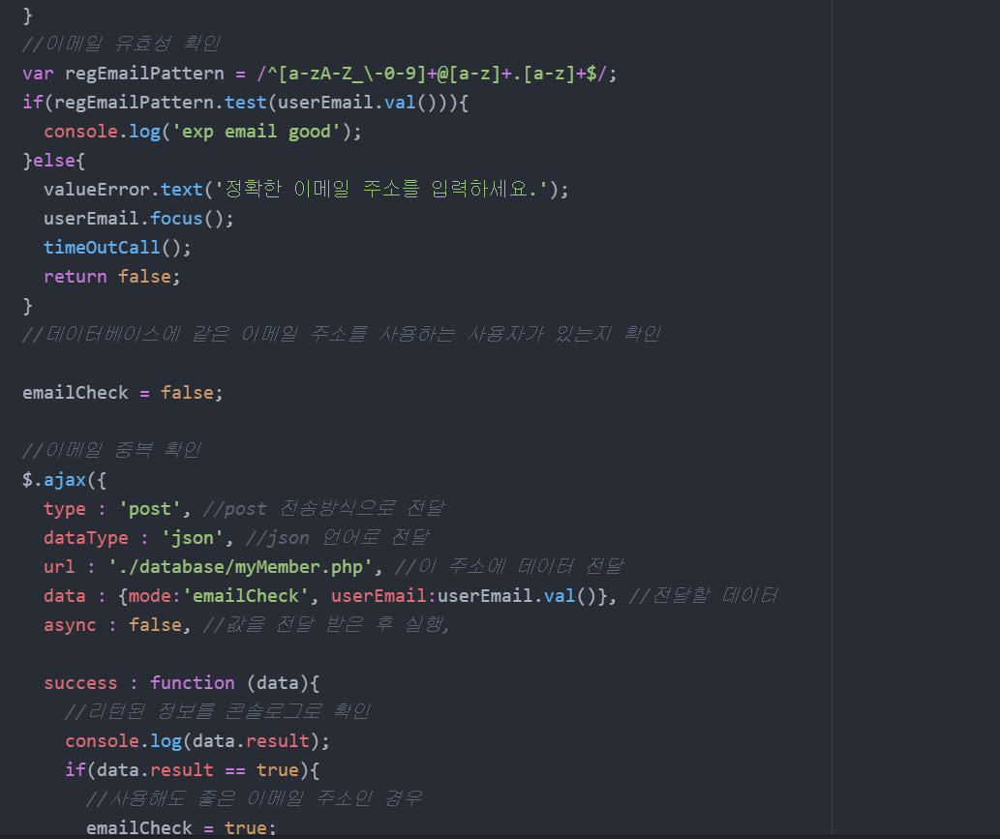 }
//이메일 유효성 확인
var regEmailPattern = /^[a-zA-Z_\-0-9]+@[a-z]+.[a-z]+$/;
if(regEmailPattern.test(userEmail.val())){
console.log('exp email good');
}else{
valueError.text('정확한 이메일 주소를 입력하세요.');
userEmail.focus();
timeOutCall();
return false;
}
//데이터베이스에 같은 이메일 주소를 사용하는 사용자가 있는지 확인
emailCheck = false;
//이메일 중복 확인
$.ajax({
type : 'post', //post 전송방식으로 전달
dataType : 'json', //json 언어로 전달
url : './database/myMember.php', //이 주소에 데이터 전달
data : {mode:'emailCheck', userEmail:userEmail.val()}, //전달할 데이터
async : false, //값을 전달 받은 후 실행,
success : function (data){
//리턴된 정보를 콘솔로그로 확인
console.log(data.result);
if(data.result == true){
//사용해도 좋은 이메일 주소인 경우
emailCheck = true;